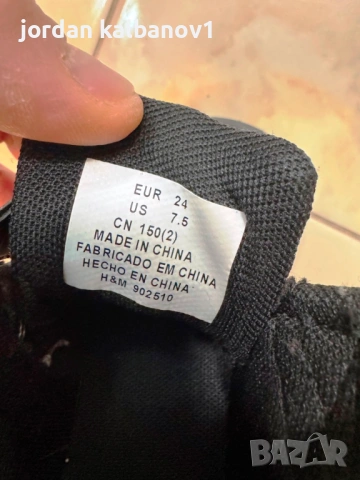 jordan kalbanov1
EUR 24
US 7.5
CN 150(2)
MADE IN CHINA
FABRICADO EM CHINA
HECHO EN CHINA
H&M 902510
BAZAR